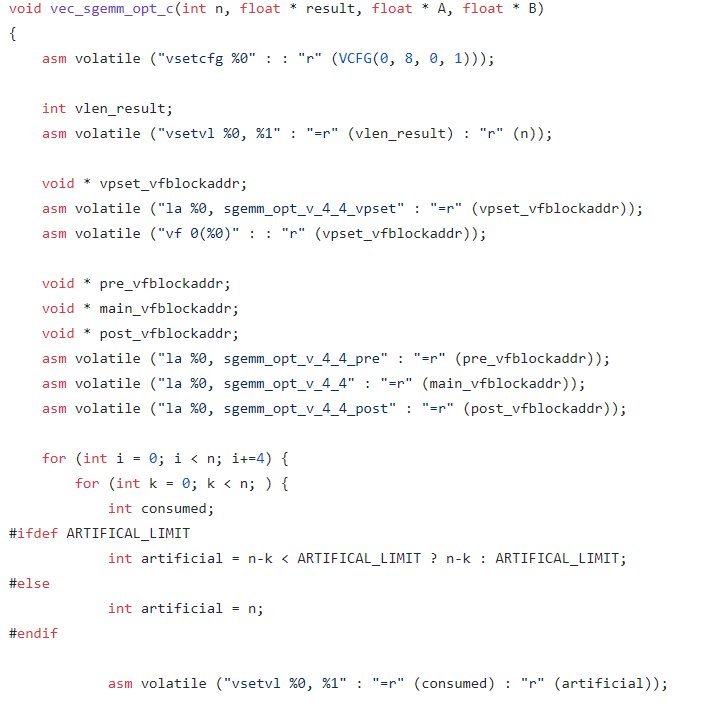 void vec_sgemm_opt_c(int n, float * result, float * A, float * B)
{
    asm volatile ("vsetcfg %0" : : "r" (VCFG(0, 8, 0, 1)));

    int vlen_result;
    asm volatile ("vsetvl %0, %1" : "=r" (vlen_result) : "r" (n));

    void * vpset_vfblockaddr;
    asm volatile ("la %0, sgemm_opt_v_4_4_vpset" : "=r" (vpset_vfblockaddr));
    asm volatile ("vf 0(%0)" : : "r" (vpset_vfblockaddr));

    void * pre_vfblockaddr;
    void * main_vfblockaddr;
    void * post_vfblockaddr;
    asm volatile ("la %0, sgemm_opt_v_4_4_pre" : "=r" (pre_vfblockaddr));
    asm volatile ("la %0, sgemm_opt_v_4_4" : "=r" (main_vfblockaddr));
    asm volatile ("la %0, sgemm_opt_v_4_4_post" : "=r" (post_vfblockaddr));

    for (int i = 0; i < n; i+=4) {
        for (int k = 0; k < n; ) {
            int consumed;
#ifdef ARTIFICAL_LIMIT
            int artificial = n-k < ARTIFICAL_LIMIT ? n-k : ARTIFICAL_LIMIT;
#else
            int artificial = n;
#endif

            asm volatile ("vsetvl %0, %1" : "=r" (consumed) : "r" (artificial));